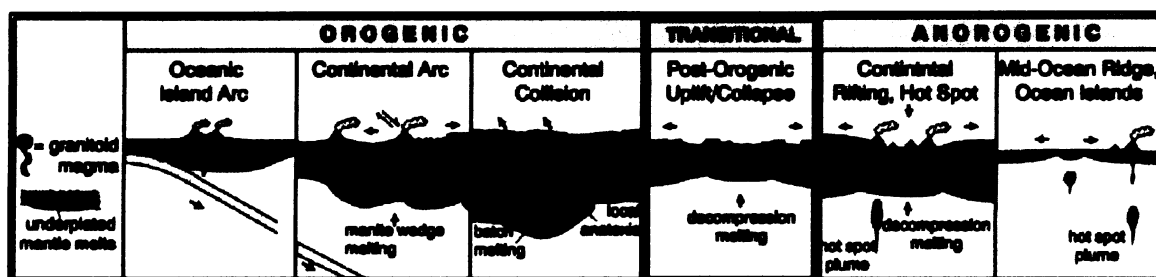 OROGENIC
TRANSITIONAL
ANOROGENIC
Oceanic
Island Arc
Continental Arc
Continental
Collision
Post-Orogenic
Uplift/Collapse
Continintal
Rifting, Hot Spot
Mid-Ocean Ridge,
Ocean Islands
= granitoid
magma
underplated
mantle melts
mantle wedge
melting
batch
melting
local
anatexis
decompression
melting
hot spot
plume
decompression
melting
hot spot
plume